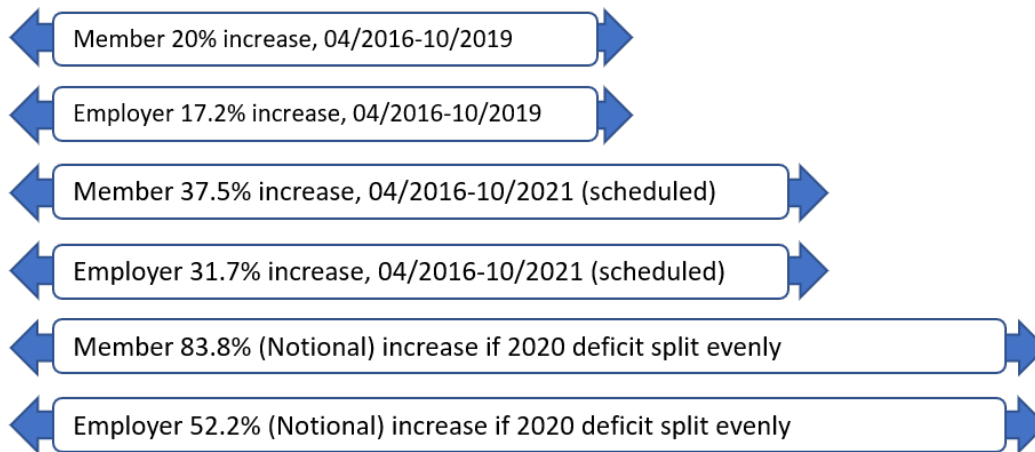 Member 20% increase, 04/2016-10/2019
Employer 17.2% increase, 04/2016-10/2019
Member 37.5% increase, 04/2016-10/2021 (scheduled)
Employer 31.7% increase, 04/2016-10/2021 (scheduled)
Member 83.8% (Notional) increase if 2020 deficit split evenly
Employer 52.2% (Notional) increase if 2020 deficit split evenly